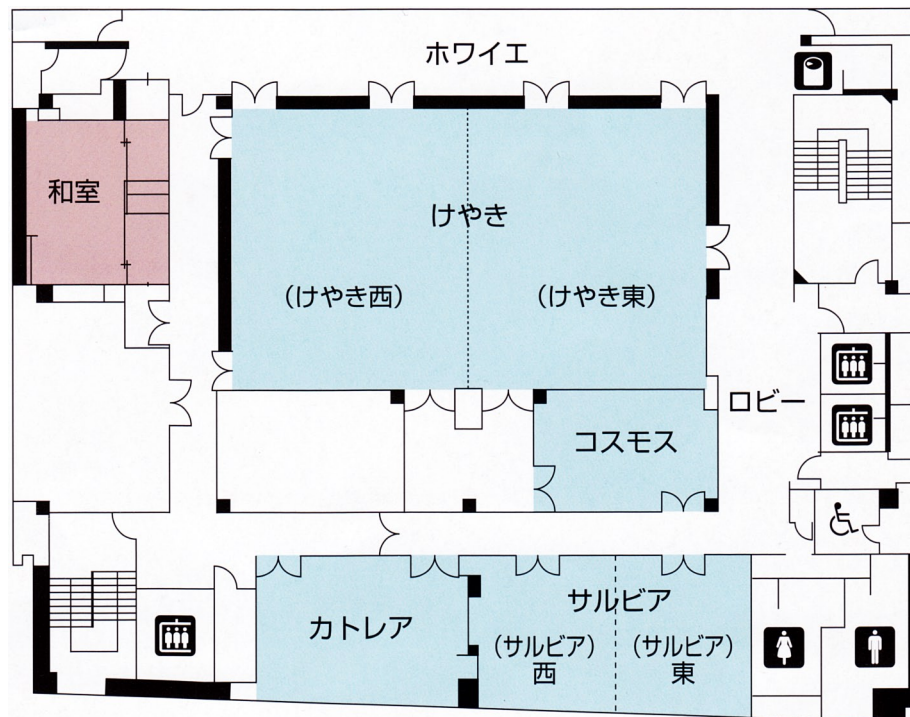 ホワイエ
和室
けやき
(けやき西)
(けやき東)
ロビー
コスモス
カトレア
サルビア
(サルビア)
西
(サルビア)
東